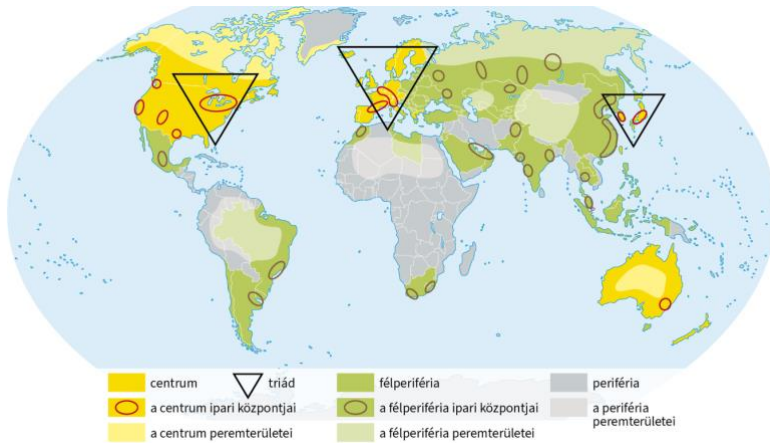 centrum
triád
félperiféria
periféria
a centrum ipari központjai
a félperiféria ipari központjai
a periféria
peremterületei
a centrum peremterületei
a félperiféria peremterületei